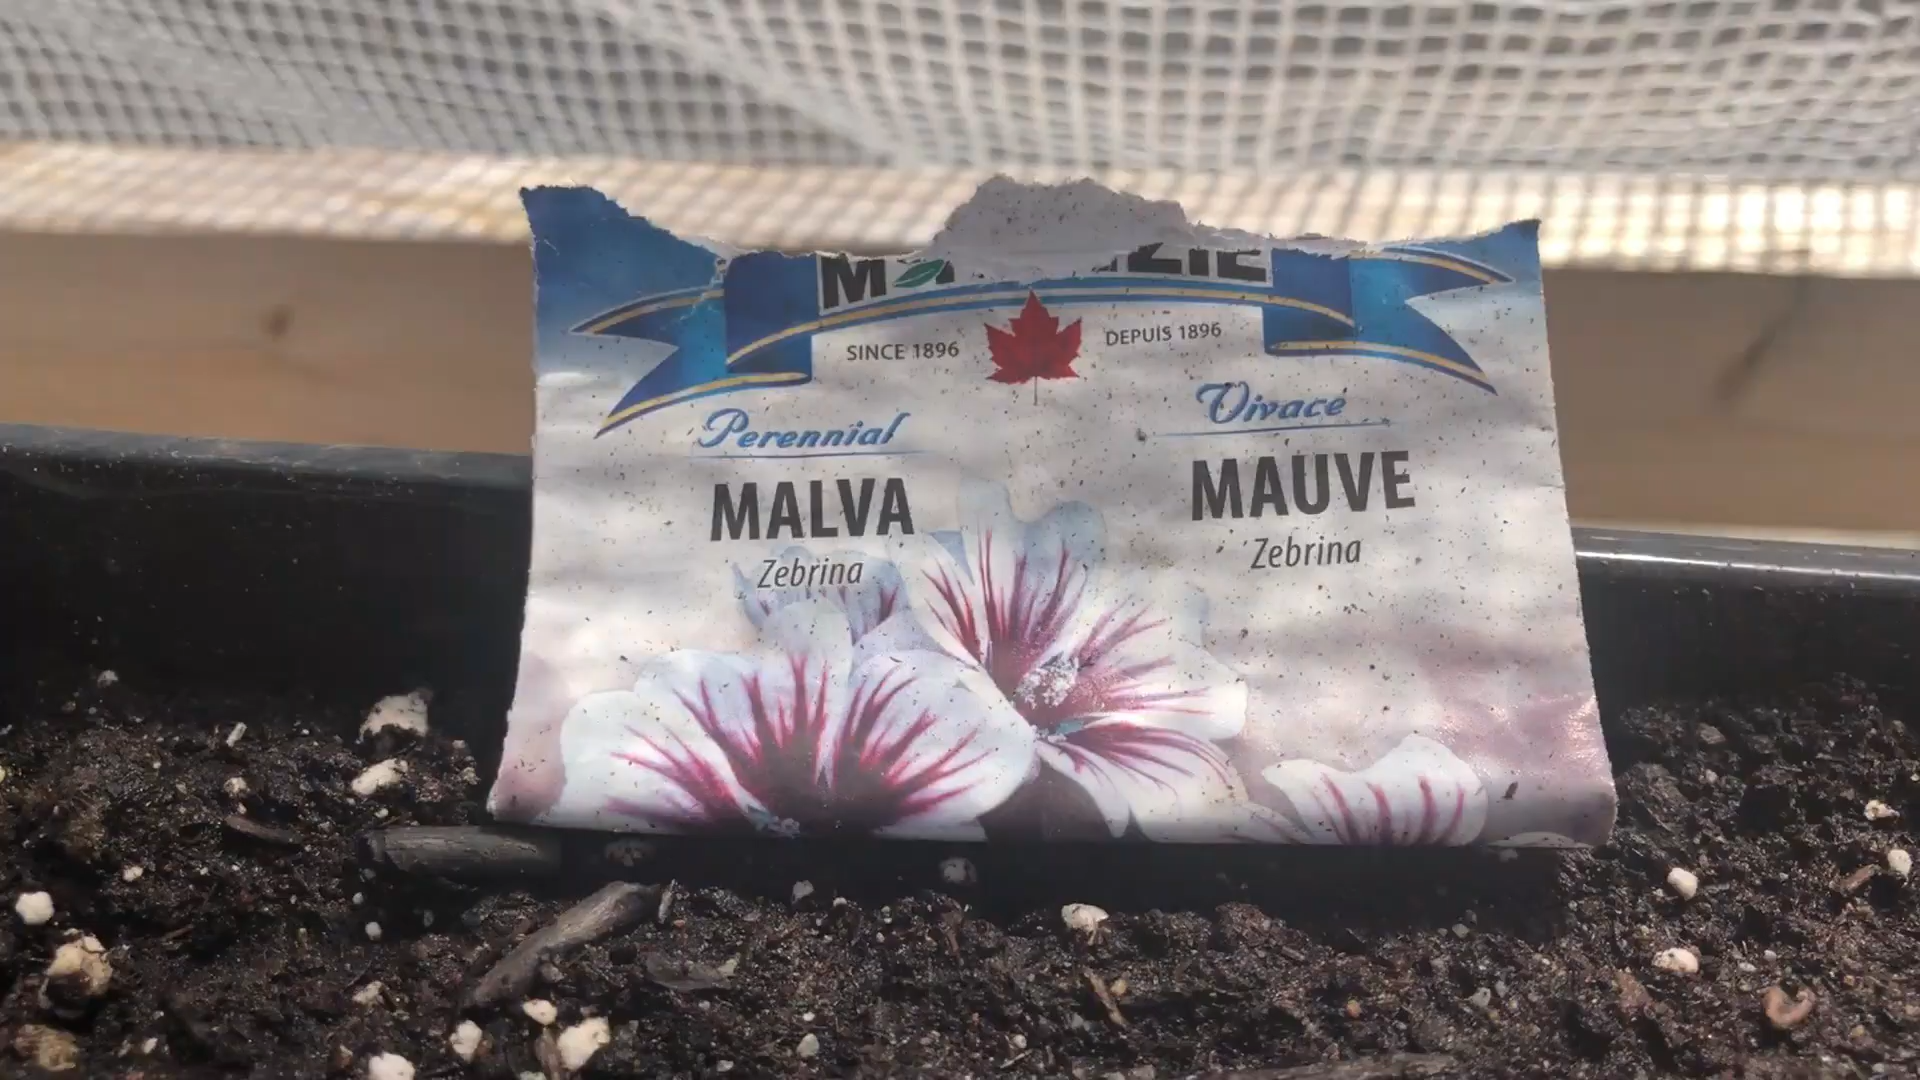 SINCE 1896
DEPUIS 1896
Perennial
MALVA
Zebrina
Vivace
MAUVE
Zebrina